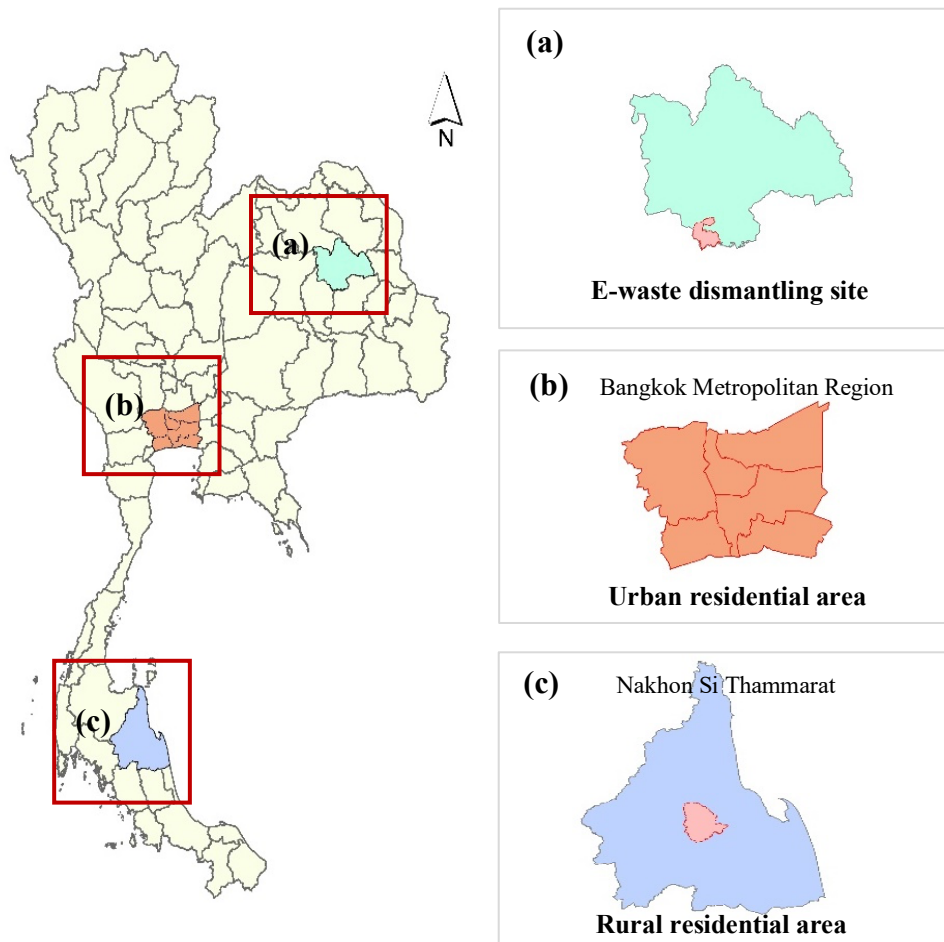 (a)
(b)
(c)
N
(a)
E-waste dismantling site
(b)
Bangkok Metropolitan Region
Urban residential area
(c)
Nakhon Si Thammarat
Rural residential area